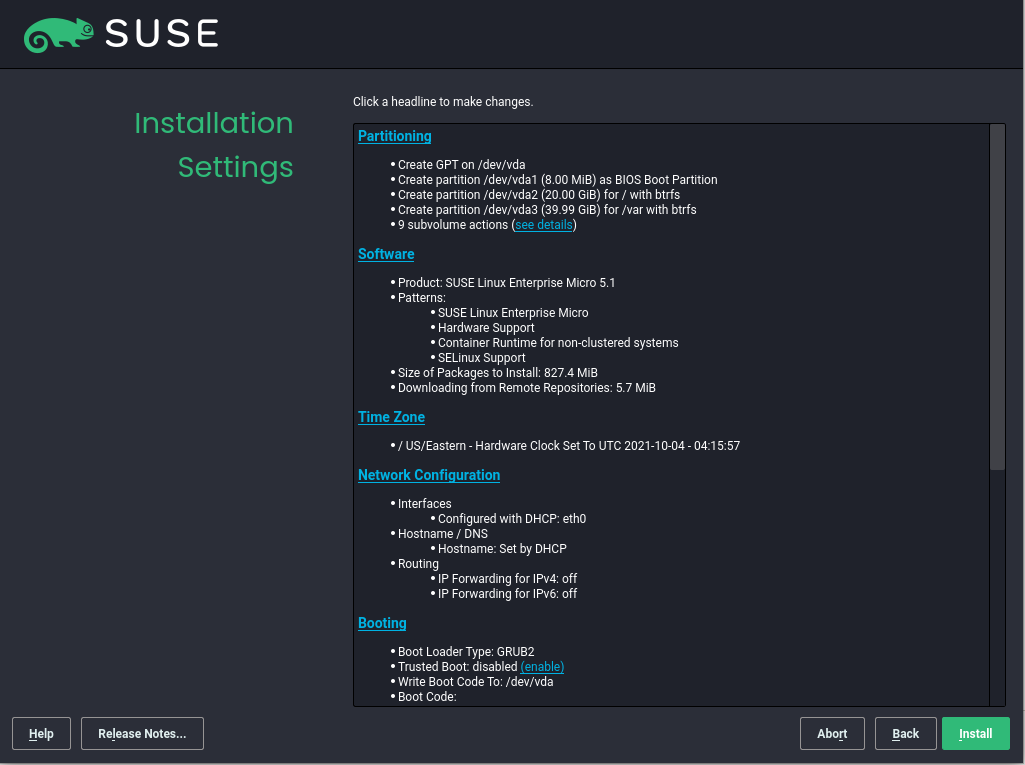 SUSE
Installation
Settings
Click a headline to make changes.
Partitioning
• Create GPT on /dev/vda
• Create partition /dev/vda1 (8.00 MiB) as BIOS Boot Partition
• Create partition /dev/vda2 (20.00 GiB) for / with btrfs
• Create partition /dev/vda3 (39.99 GiB) for /var with btrfs
• 9 subvolume actions (see details)
Software
• Product: SUSE Linux Enterprise Micro 5.1
• Patterns:
• SUSE Linux Enterprise Micro
• Hardware Support
• Container Runtime for non-clustered systems
• SELinux Support
• Size of Packages to Install: 827.4 MiB
• Downloading from Remote Repositories: 5.7 MiB
Time Zone
• / US/Eastern - Hardware Clock Set To UTC 2021-10-04 - 04:15:57
Network Configuration
• Interfaces
• Configured with DHCP: eth0
• Hostname / DNS
• Hostname: Set by DHCP
• Routing
• IP Forwarding for IPv4: off
• IP Forwarding for IPv6: off
Booting
• Boot Loader Type: GRUB2
• Trusted Boot: disabled (enable)
• Write Boot Code To: /dev/vda
• Boot Code:
Help Release Notes... Abort Back Install